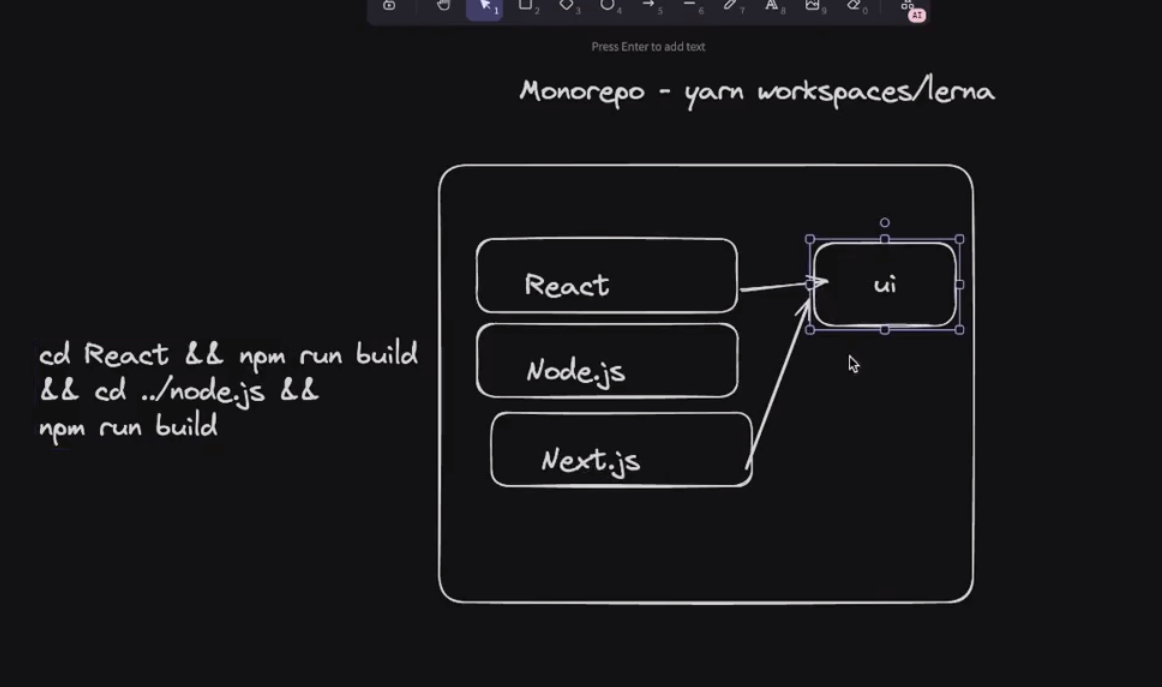 1
2
3
4
5
6
7
8
9
0
AI
Press Enter to add text
Monorepo - yarn workspaces/lerna
React
ui
Node.js
Next.js
cd React && npm run build
&& cd ../node.js &&
npm run build